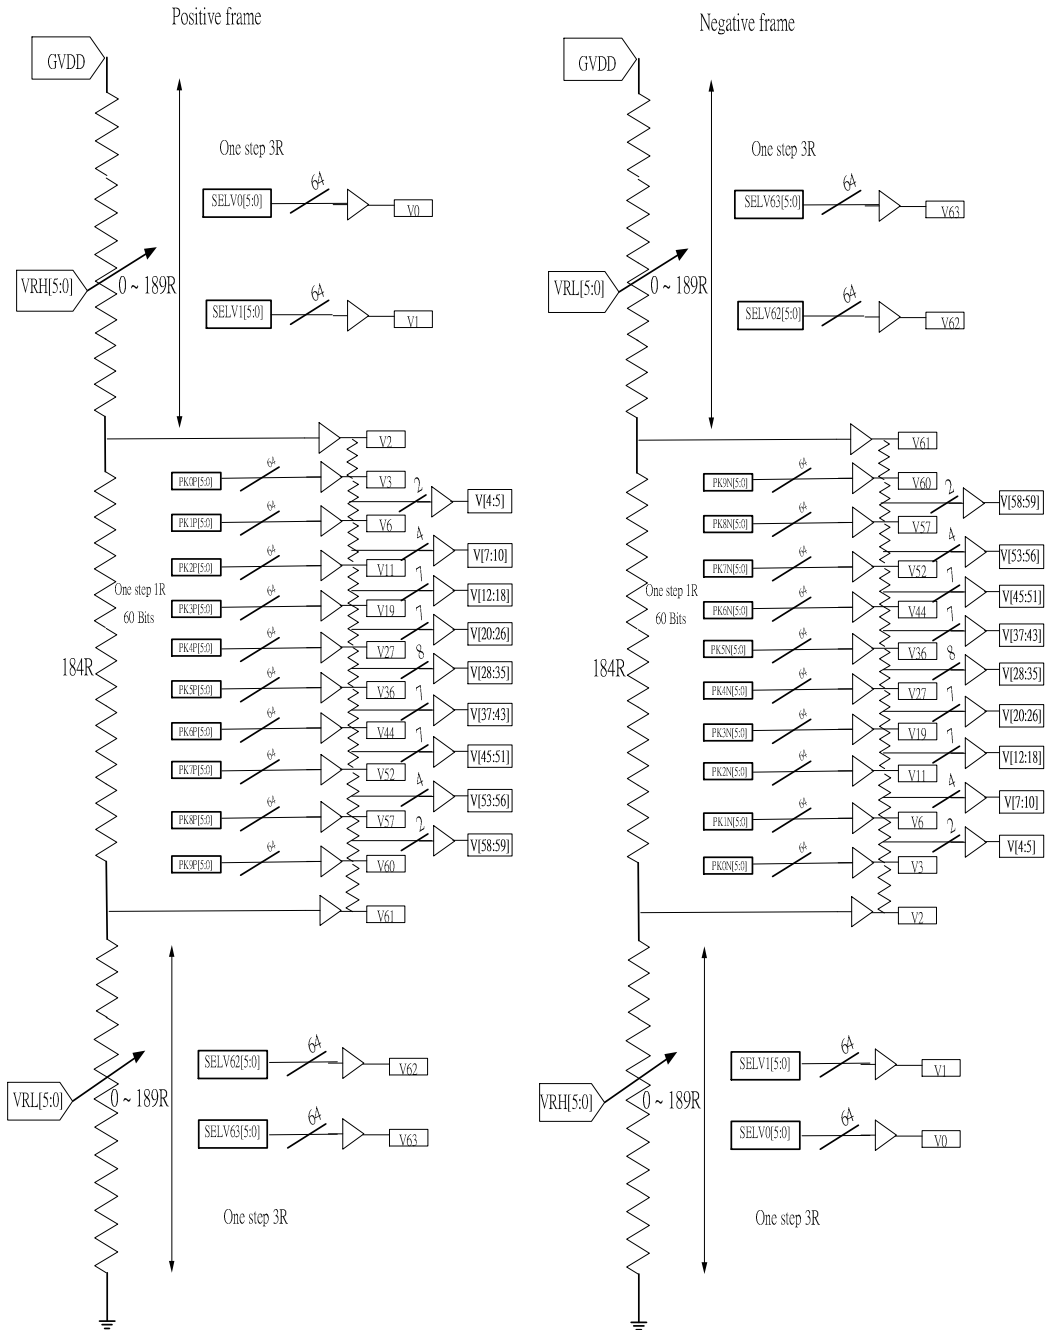 Positive frame
GVDD
One step 3R
SELV0[5:0]
64
V0
VRH[5:0]
0 ~ 189R
SELV1[5:0]
64
V1
V2
PK0P[5:0]
64
V3
2
V[4:5]
PK1P[5:0]
64
V6
4
V[7:10]
PK2P[5:0]
64
V11
7
V[12:18]
One step 1R
60 Bits
PK3P[5:0]
64
V19
7
V[20:26]
184R
PK4P[5:0]
64
V27
8
V[28:35]
PK5P[5:0]
64
V36
7
V[37:43]
PK6P[5:0]
64
V44
7
V[45:51]
PK7P[5:0]
64
V52
4
V[53:56]
PK8P[5:0]
64
V57
2
V[58:59]
PK9P[5:0]
64
V60
V61
SELV62[5:0]
64
V62
VRL[5:0]
0 ~ 189R
SELV63[5:0]
64
V63
One step 3R
Negative frame
GVDD
One step 3R
SELV63[5:0]
64
V63
VRL[5:0]
0 ~ 189R
SELV62[5:0]
64
V62
V61
PK9N[5:0]
64
V60
2
V[58:59]
PK8N[5:0]
64
V57
4
V[53:56]
PK7N[5:0]
64
V52
7
V[45:51]
One step 1R
60 Bits
PK6N[5:0]
64
V44
7
V[37:43]
184R
PK5N[5:0]
64
V36
8
V[28:35]
PK4N[5:0]
64
V27
7
V[20:26]
PK3N[5:0]
64
V19
7
V[12:18]
PK2N[5:0]
64
V11
4
V[7:10]
PK1N[5:0]
64
V6
2
V[4:5]
PK0N[5:0]
64
V3
V2
SELV1[5:0]
64
V1
VRH[5:0]
0 ~ 189R
SELV0[5:0]
64
V0
One step 3R